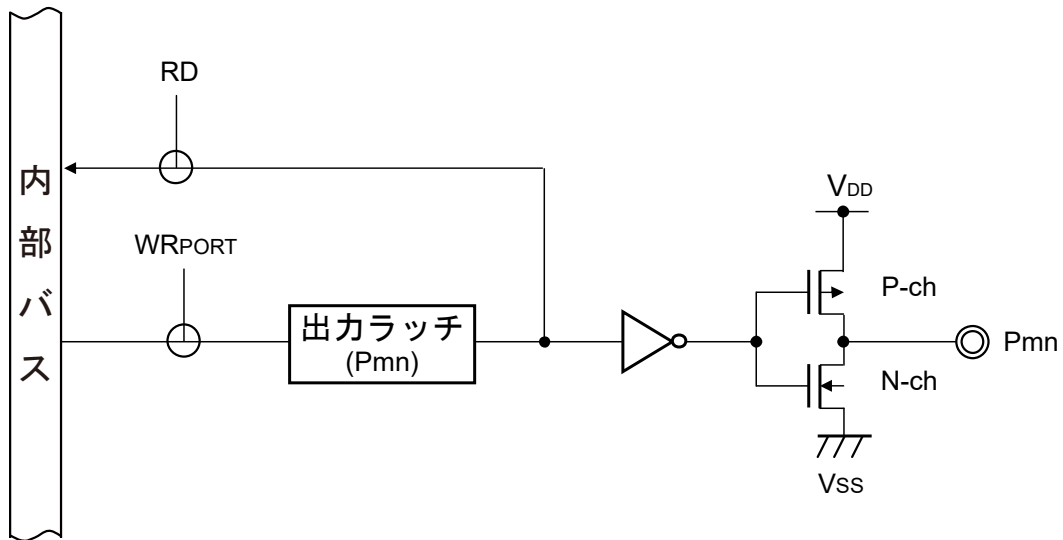 RD
内部バス
WRPORT
出力ラッチ
(Pmn)
VDD
P-ch
Pmn
N-ch
VSS